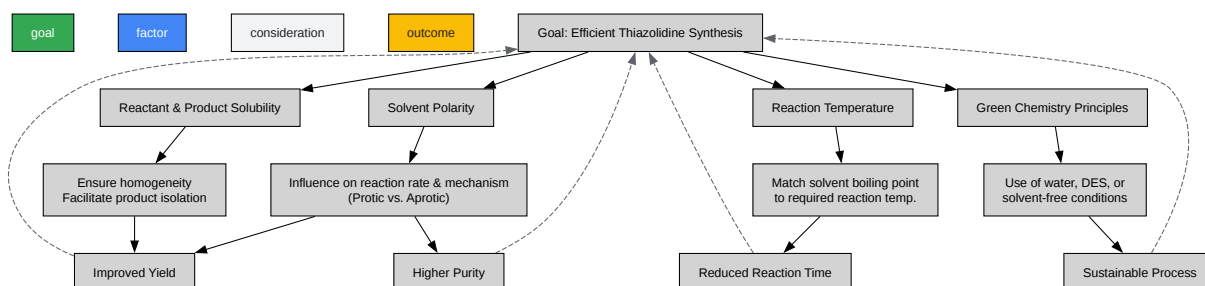 goal
factor
consideration
outcome
Goal: Efficient Thiazolidine Synthesis
Reactant & Product Solubility
Solvent Polarity
Reaction Temperature
Green Chemistry Principles
Ensure homogeneity
Facilitate product isolation
Influence on reaction rate & mechanism
(Protic vs. Aprotic)
Match solvent boiling point
to required reaction temp.
Use of water, DES, or
solvent-free conditions
Improved Yield
Higher Purity
Reduced Reaction Time
Sustainable Process